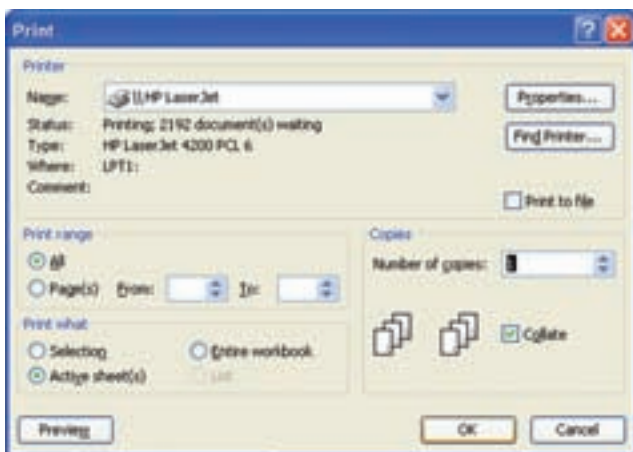 Print
Printer
Name: \\HP LaserJet
Properties...
Status: Printing; 2192 document(s) waiting
Find Printer...
Type: HP LaserJet 4200 PCL 6
Where: LPT1:
Comment:
Print to file
Print range
All
Page(s) From: To:
Copies
Number of copies: 1
Collate
Print what
Selection Entire workbook
Active sheet(s) List
Preview
OK Cancel